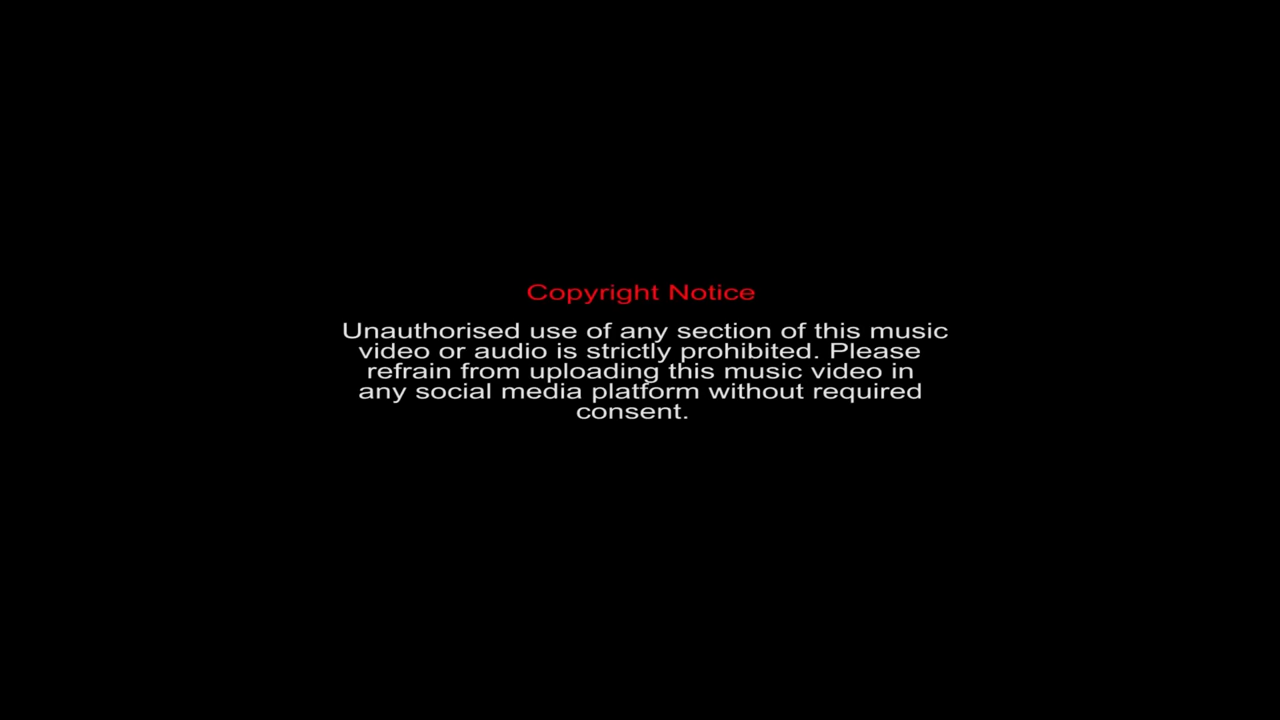 Copyright Notice
Unauthorised use of any section of this music
video or audio is strictly prohibited. Please
refrain from uploading this music video in
any social media platform without required
consent.